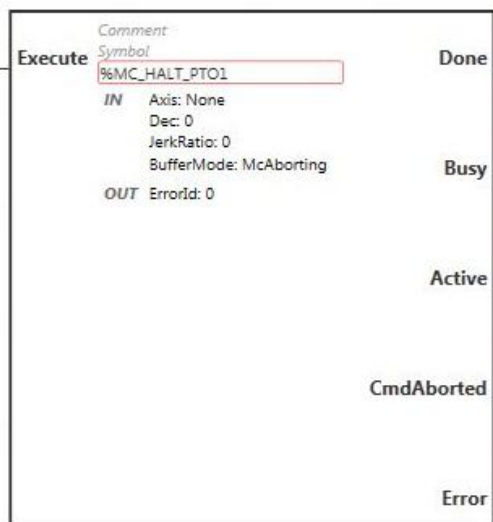 Comment
Execute Symbol Done
%MC_HALT_PTO1
IN Axis: None
Dec: 0
JerkRatio: 0
BufferMode: McAborting
Busy
OUT ErrorId: 0
Active
CmdAborted
Error